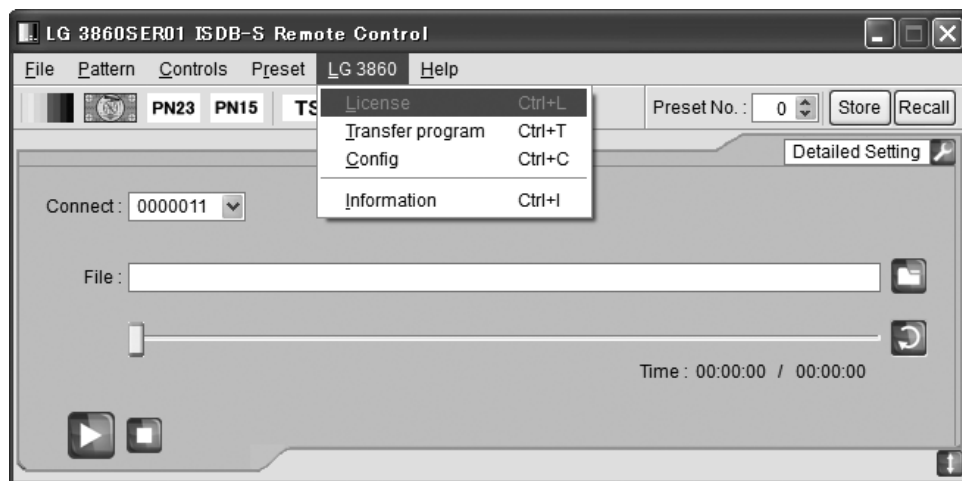 LG 3860SER01 ISDB-S Remote Control
File Pattern Controls Preset LG 3860 Help
PN23 PN15 TS
License Ctrl+L
Transfer program Ctrl+T
Config Ctrl+C
Information Ctrl+I
Preset No. : 0 Store Recall
Detailed Setting
Connect : 0000011
File :
Time : 00:00:00 / 00:00:00